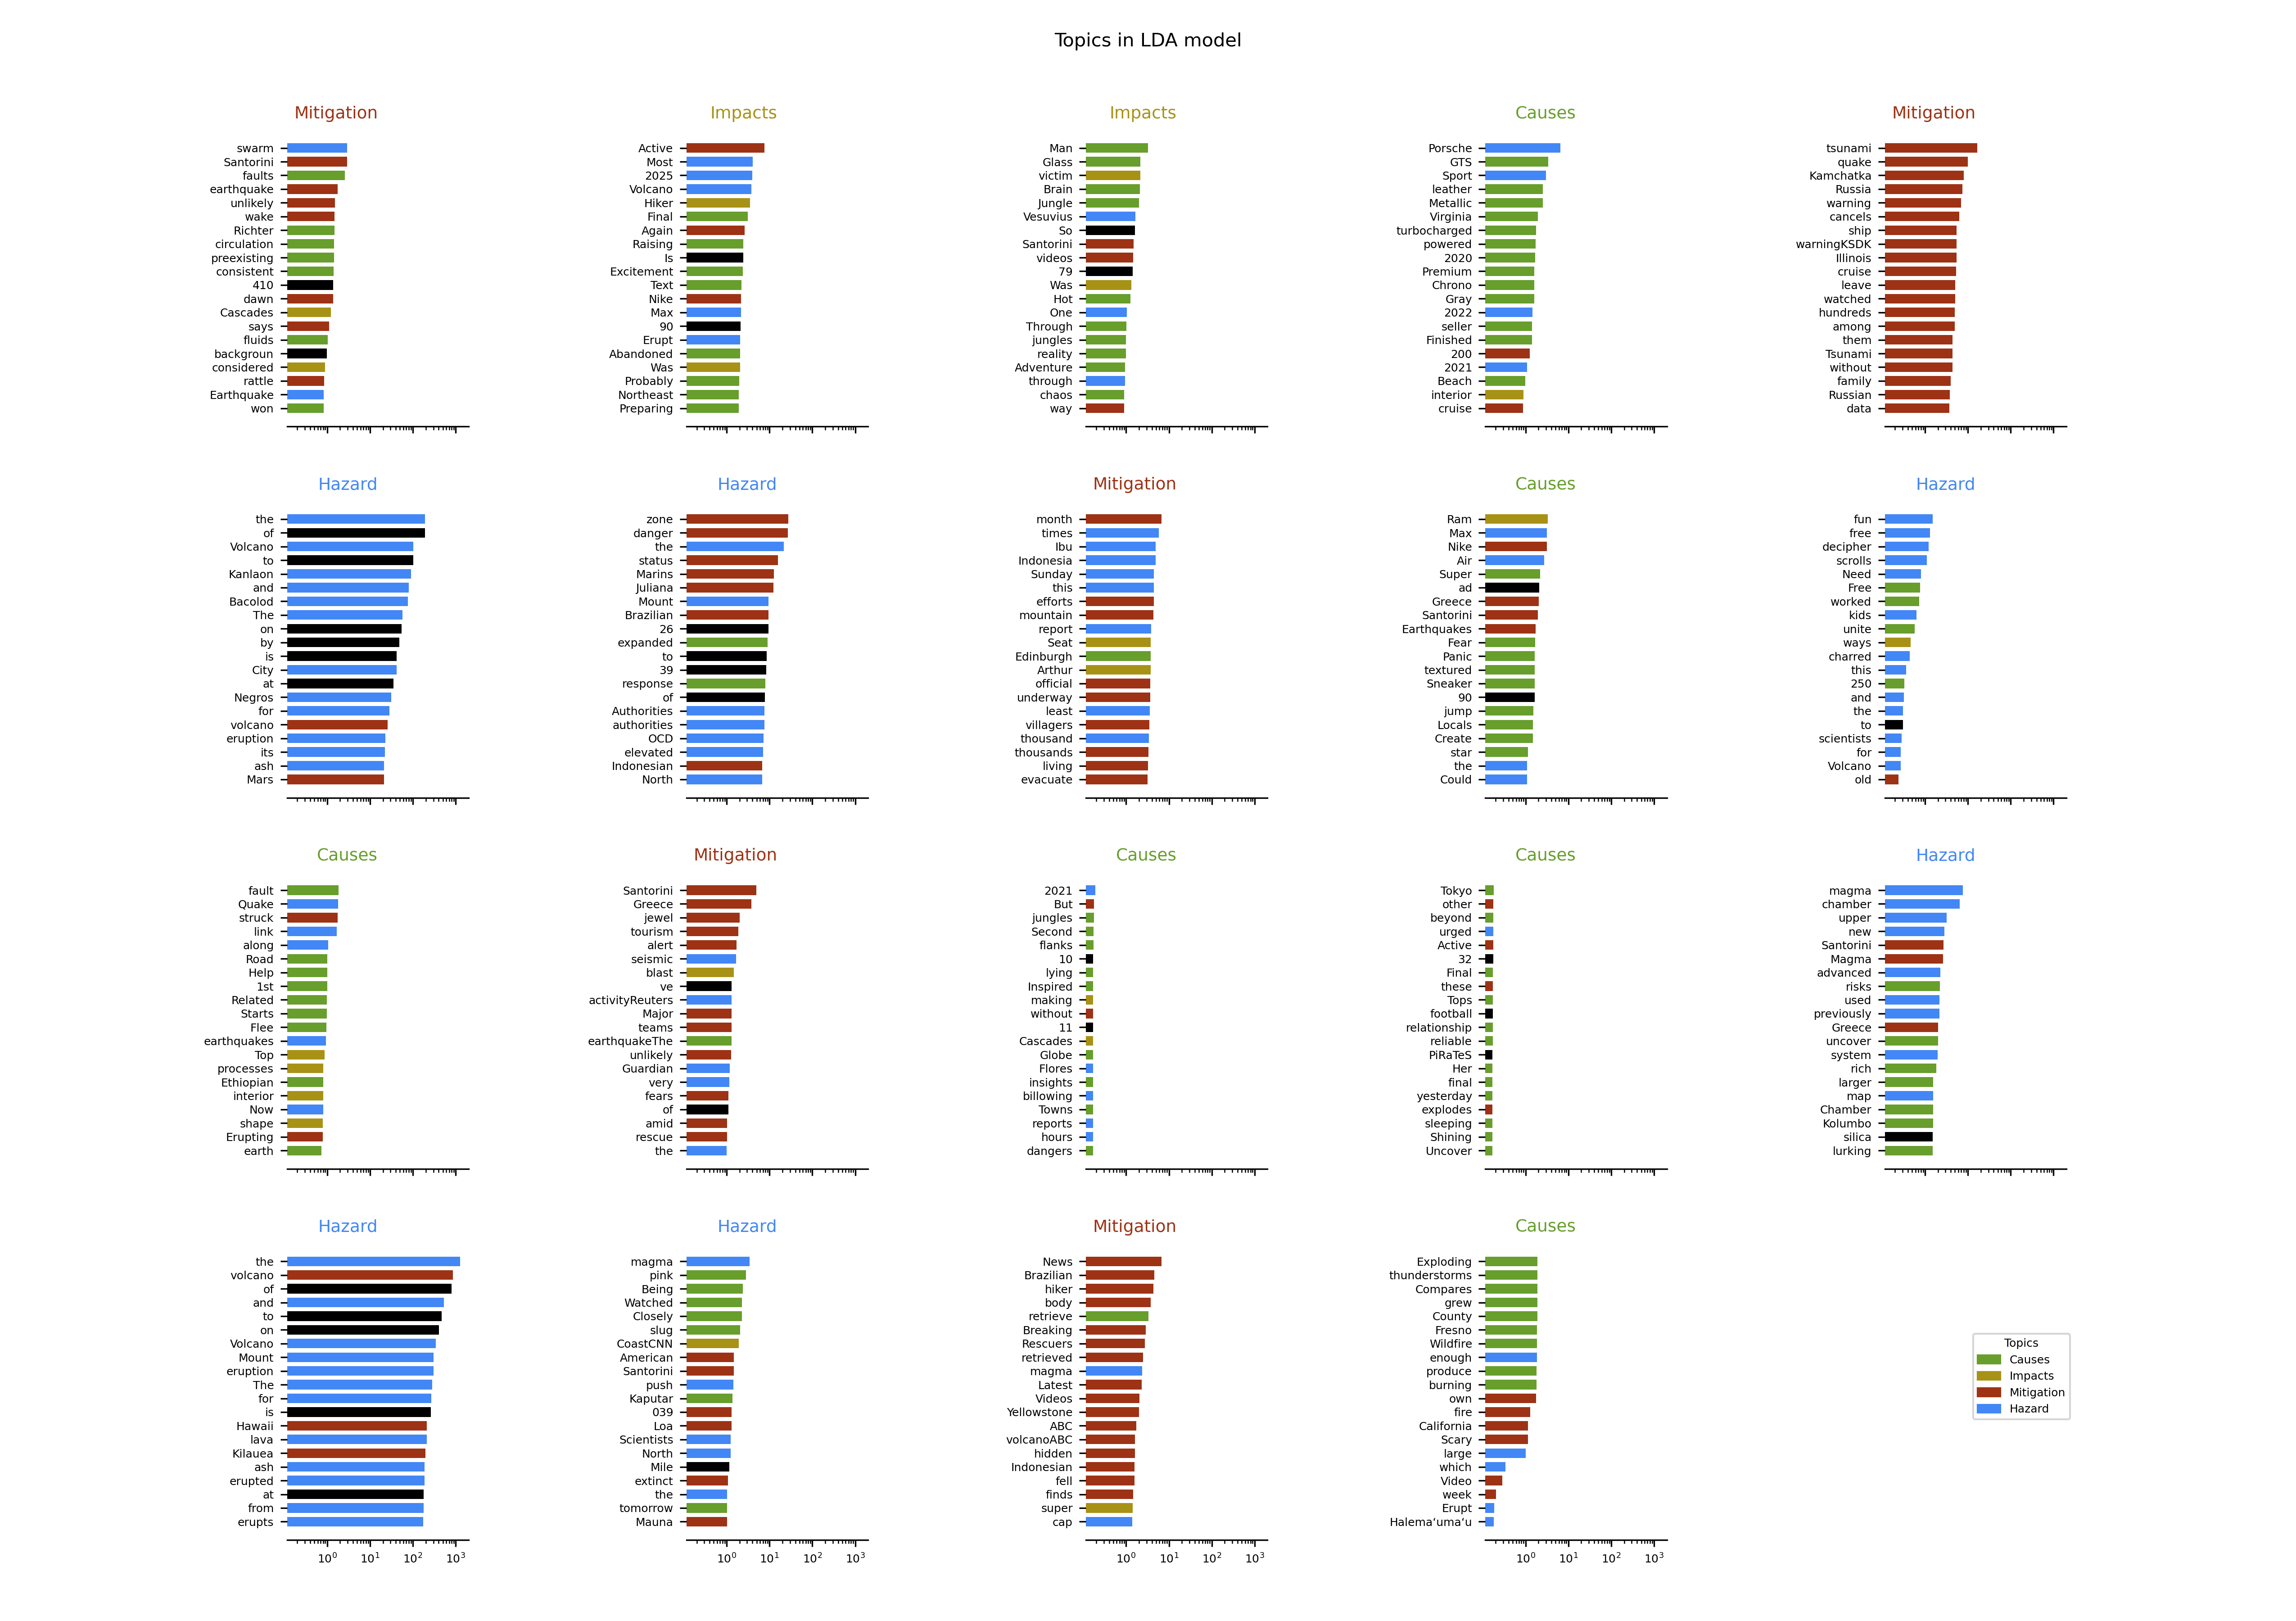 Topics in LDA model
Mitigation
swarm
Santorini
faults
earthquake
unlikely
wake
Richter
circulation
preexisting
consistent
410
dawn
Cascades
says
fluids
backgroun
considered
rattle
Earthquake
won
Impacts
Active
Most
2025
Volcano
Hiker
Final
Again
Raising
Is
Excitement
Text
Nike
Max
90
Erupt
Abandoned
Was
Probably
Northeast
Preparing
Impacts
Man
Glass
victim
Brain
Jungle
Vesuvius
So
Santorini
videos
79
Was
Hot
One
Through
jungles
reality
Adventure
through
chaos
way
Causes
Porsche
GTS
Sport
leather
Metallic
Virginia
turbocharged
powered
2020
Premium
Chrono
Gray
2022
seller
Finished
200
2021
Beach
interior
cruise
Mitigation
tsunami
quake
Kamchatka
Russia
warning
cancels
ship
warningKSDK
Illinois
cruise
leave
watched
hundreds
among
them
Tsunami
without
family
Russian
data
Hazard
the
of
Volcano
to
Kanlaon
and
Bacolod
The
on
by
is
City
at
Negros
for
volcano
eruption
its
ash
Mars
Hazard
zone
danger
the
status
Marins
Juliana
Mount
Brazilian
26
expanded
to
39
response
of
Authorities
authorities
OCD
elevated
Indonesian
North
Mitigation
month
times
Ibu
Indonesia
Sunday
this
efforts
mountain
report
Seat
Edinburgh
Arthur
official
underway
least
villagers
thousand
thousands
living
evacuate
Causes
Ram
Max
Nike
Air
Super
ad
Greece
Santorini
Earthquakes
Fear
Panic
textured
Sneaker
90
jump
Locals
Create
star
the
Could
Hazard
fun
free
decipher
scrolls
Need
Free
worked
kids
unite
ways
charred
this
250
and
the
to
scientists
for
Volcano
old
Causes
fault
Quake
struck
link
along
Road
Help
1st
Related
Starts
Flee
earthquakes
Top
processes
Ethiopian
interior
Now
shape
Erupting
earth
Mitigation
Santorini
Greece
jewel
tourism
alert
seismic
blast
ve
activityReuters
Major
teams
earthquakeThe
unlikely
Guardian
very
fears
of
amid
rescue
the
Causes
2021
But
jungles
Second
flanks
10
lying
Inspired
making
without
11
Cascades
Globe
Flores
insights
billowing
Towns
reports
hours
dangers
Causes
Tokyo
other
beyond
urged
Active
32
Final
these
Tops
football
relationship
reliable
PiRaTeS
Her
final
yesterday
explodes
sleeping
Shining
Uncover
Hazard
magma
chamber
upper
new
Santorini
Magma
advanced
risks
used
previously
Greece
uncover
system
rich
larger
map
Chamber
Kolumbo
silica
lurking
Hazard
the
volcano
of
and
to
on
Volcano
Mount
eruption
The
for
is
Hawaii
lava
Kilauea
ash
erupted
at
from
erupts
10⁰ 10¹ 10² 10³
Hazard
magma
pink
Being
Watched
Closely
slug
CoastCNN
American
Santorini
push
Kaputar
039
Loa
Scientists
North
Mile
extinct
the
tomorrow
Mauna
10⁰ 10¹ 10² 10³
Mitigation
News
Brazilian
hiker
body
retrieve
Breaking
Rescuers
retrieved
magma
Latest
Videos
Yellowstone
ABC
volcanoABC
hidden
Indonesian
fell
finds
super
cap
10⁰ 10¹ 10² 10³
Causes
Exploding
thunderstorms
Compares
grew
County
Fresno
Wildfire
enough
produce
burning
own
fire
California
Scary
large
which
Video
week
Erupt
Halemaʻumaʻu
10⁰ 10¹ 10² 10³
Topics
Causes
Impacts
Mitigation
Hazard